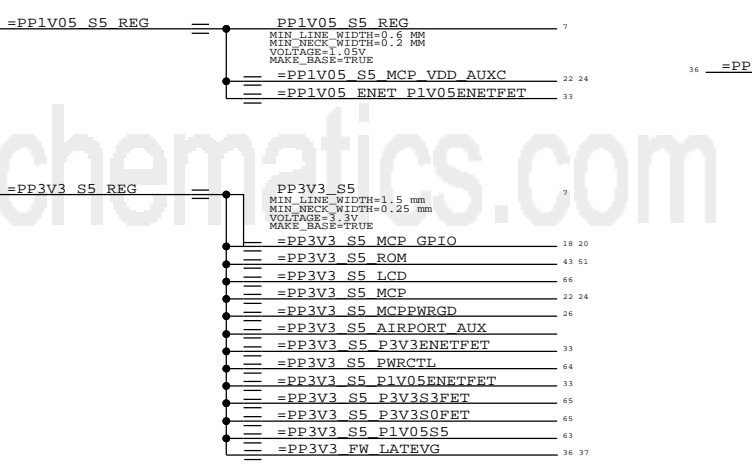 =PP1V05_S5_REG
PP1V05_S5_REG 7
MIN_LINE_WIDTH=0.6 MM
MIN_NECK_WIDTH=0.2 MM
VOLTAGE=1.05V
MAKE_BASE=TRUE
=PP1V05_S5_MCP_VDD_AUXC 22 24
=PP1V05_ENET_P1V05ENETFET 33
36 =PP
chematics.com
=PP3V3_S5_REG
PP3V3_S5 7
MIN_LINE_WIDTH=1.5 mm
MIN_NECK_WIDTH=0.25 mm
VOLTAGE=3.3V
MAKE_BASE=TRUE
=PP3V3_S5_MCP_GPIO 18 20
=PP3V3_S5_ROM 43 51
=PP3V3_S5_LCD 66
=PP3V3_S5_MCP 22 24
=PP3V3_S5_MCPPWRGD 26
=PP3V3_S5_AIRPORT_AUX
=PP3V3_S5_P3V3ENETFET 33
=PP3V3_S5_PWRCTL 64
=PP3V3_S5_P1V05ENETFET 33
=PP3V3_S5_P3V3S3FET 65
=PP3V3_S5_P3V3S0FET 65
=PP3V3_S5_P1V05S5 63
=PP3V3_FW_LATEVG 36 37